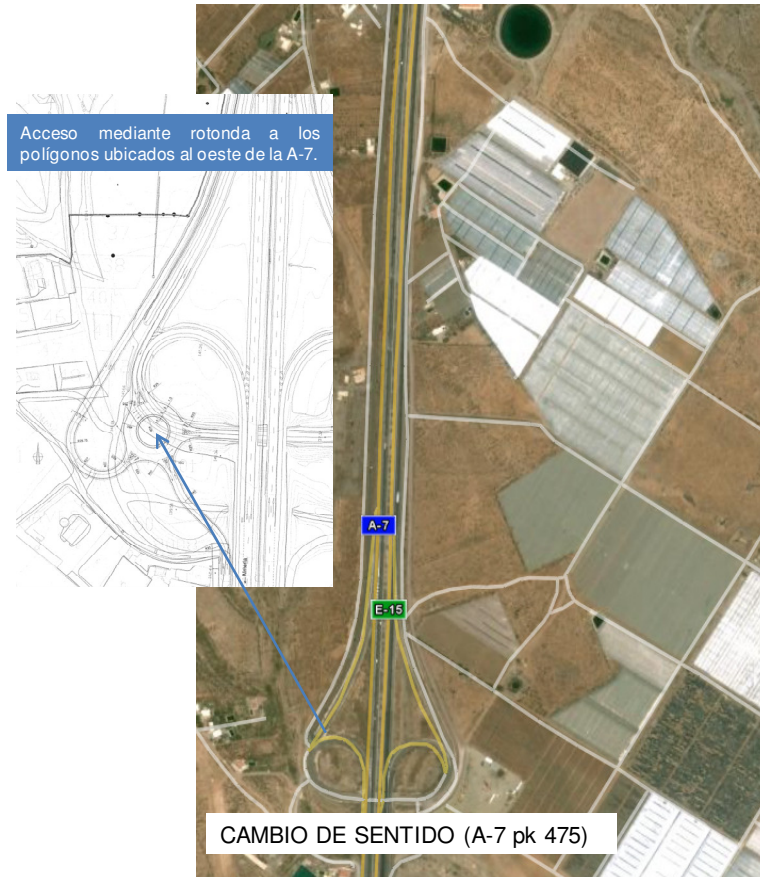 Acceso mediante rotonda a los
polígonos ubicados al oeste de la A-7.
A-7
E-15
CAMBIO DE SENTIDO (A-7 pk 475)